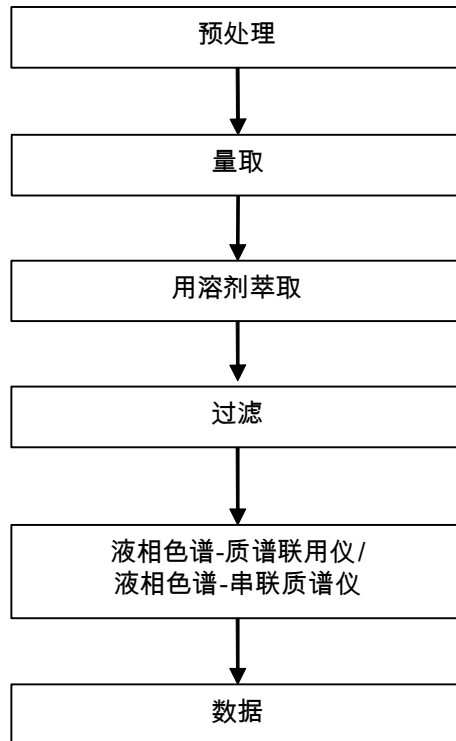 预处理
量取
用溶剂萃取
过滤
液相色谱-质谱联用仪/
液相色谱-串联质谱仪
数据